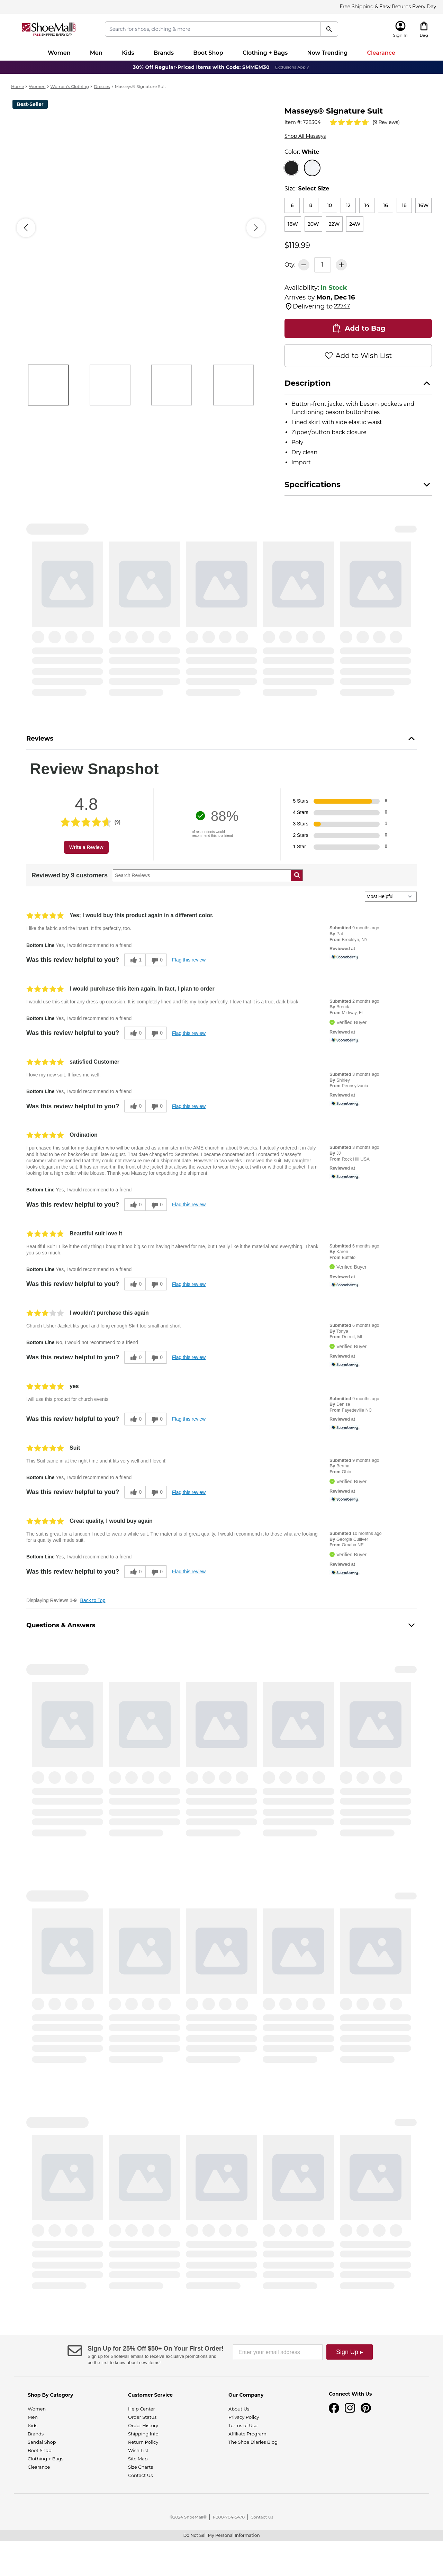 Free Shipping & Easy Returns Every Day
ShoeMall
FREE SHIPPING EVERY DAY
Search for shoes, clothing & more
Sign In
Bag
Women
Men
Kids
Brands
Boot Shop
Clothing + Bags
Now Trending
Clearance
30% Off Regular-Priced Items with Code: SMMEM30 Exclusions Apply.
Home > Women > Women's Clothing > Dresses > Masseys® Signature Suit
Best-Seller
Masseys® Signature Suit
Item #: 728304 (9 Reviews)
Shop All Masseys
Color: White
Size: Select Size
6 8 10 12 14 16 18 16W
18W 20W 22W 24W
$119.99
Qty: 1
Availability: In Stock
Arrives by Mon, Dec 16
Delivering to 22747
Add to Bag
Add to Wish List
Description
Button-front jacket with besom pockets and
functioning besom buttonholes
Lined skirt with side elastic waist
Zipper/button back closure
Poly
Dry clean
Import
Specifications
Reviews
Review Snapshot
4.8
(9)
Write a Review
88%
of respondents would
recommend this to a friend
5 Stars 8
4 Stars 0
3 Stars 1
2 Stars 0
1 Star 0
Reviewed by 9 customers
Search Reviews
Most Helpful
Yes; I would buy this product again in a different color.
I like the fabric and the insert. It fits perfectly, too.
Bottom Line Yes, I would recommend to a friend
Was this review helpful to you? 1 0 Flag this review
Submitted 9 months ago
By Pat
From Brooklyn, NY
Reviewed at
Stoneberry
I would purchase this item again. In fact, I plan to order
I would use this suit for any dress up occasion. It is completely lined and fits my body perfectly. I love that it is a true, dark black.
Bottom Line Yes, I would recommend to a friend
Was this review helpful to you? 0 0 Flag this review
Submitted 2 months ago
By Brenda
From Midway, FL
Verified Buyer
Reviewed at
Stoneberry
satisfied Customer
I love my new suit. It fixes me well.
Bottom Line Yes, I would recommend to a friend
Was this review helpful to you? 0 0 Flag this review
Submitted 3 months ago
By Shirley
From Pennsylvania
Reviewed at
Stoneberry
Ordination
I purchased this suit for my daughter who will be ordained as a minister in the AME church in about 5 weeks. I actually ordered it in July
and it had to be on backorder until late August. That date changed to September. I became concerned and I contacted Masey"s
customer who responded that they could not reassure me of a shipment date. However in two weeks I received the suit. My daughter
looks elegant in the suit. It has an insert in the front of the jacket that allows the wearer to wear the jacket with or without the problem. I am
looking for a high collar white blouse. Thank you Masseys for expediting the shipment.
Bottom Line Yes, I would recommend to a friend
Was this review helpful to you? 0 0 Flag this review
Submitted 3 months ago
By JJ
From Rock Hill USA
Reviewed at
Stoneberry
Beautiful suit love it
Beautiful Suit I Like it the only thing I bought it too big so I'm having it altered for me, but I really like it the material and everything. Thank
you so so much.
Bottom Line Yes, I would recommend to a friend
Was this review helpful to you? 0 0 Flag this review
Submitted 6 months ago
By Karen
From Buffalo
Verified Buyer
Reviewed at
Stoneberry
I wouldn't purchase this again
Church Usher Jacket fits goof and long enough Skirt too small and short
Bottom Line No, I would not recommend to a friend
Was this review helpful to you? 0 0 Flag this review
Submitted 6 months ago
By Tonya
From Detroit, MI
Verified Buyer
Reviewed at
Stoneberry
yes
Iwill use this product for church events
Was this review helpful to you? 0 0 Flag this review
Submitted 9 months ago
By Denise
From Fayetteville NC
Reviewed at
Stoneberry
Suit
This Suit came in at the right time and it fits very well and I love it!
Bottom Line Yes, I would recommend to a friend
Was this review helpful to you? 0 0 Flag this review
Submitted 9 months ago
By Bertha
From Ohio
Verified Buyer
Reviewed at
Stoneberry
Great quality, I would buy again
The suit is great for a function I need to wear a white suit. The material is of great quality. I would recommend it to those wha are looking
for a quality well made suit.
Bottom Line Yes, I would recommend to a friend
Was this review helpful to you? 0 0 Flag this review
Submitted 10 months ago
By Georgia Cullivor
From Omaha NE
Verified Buyer
Reviewed at
Stoneberry
Displaying Reviews 1-9 Back to Top
Questions & Answers
Sign Up for 25% Off $50+ On Your First Order!
Sign up for ShoeMall emails to receive exclusive promotions and
be the first to know about new items!
Enter your email address
Sign Up ▸
Shop By Category
Women
Men
Kids
Brands
Sandal Shop
Boot Shop
Clothing + Bags
Clearance
Customer Service
Help Center
Order Status
Order History
Shipping Info
Return Policy
Wish List
Site Map
Size Charts
Contact Us
Our Company
About Us
Privacy Policy
Terms of Use
Affiliate Program
The Shoe Diaries Blog
Connect With Us
©2024 ShoeMall® | 1-800-704-5478 | Contact Us
Do Not Sell My Personal Information